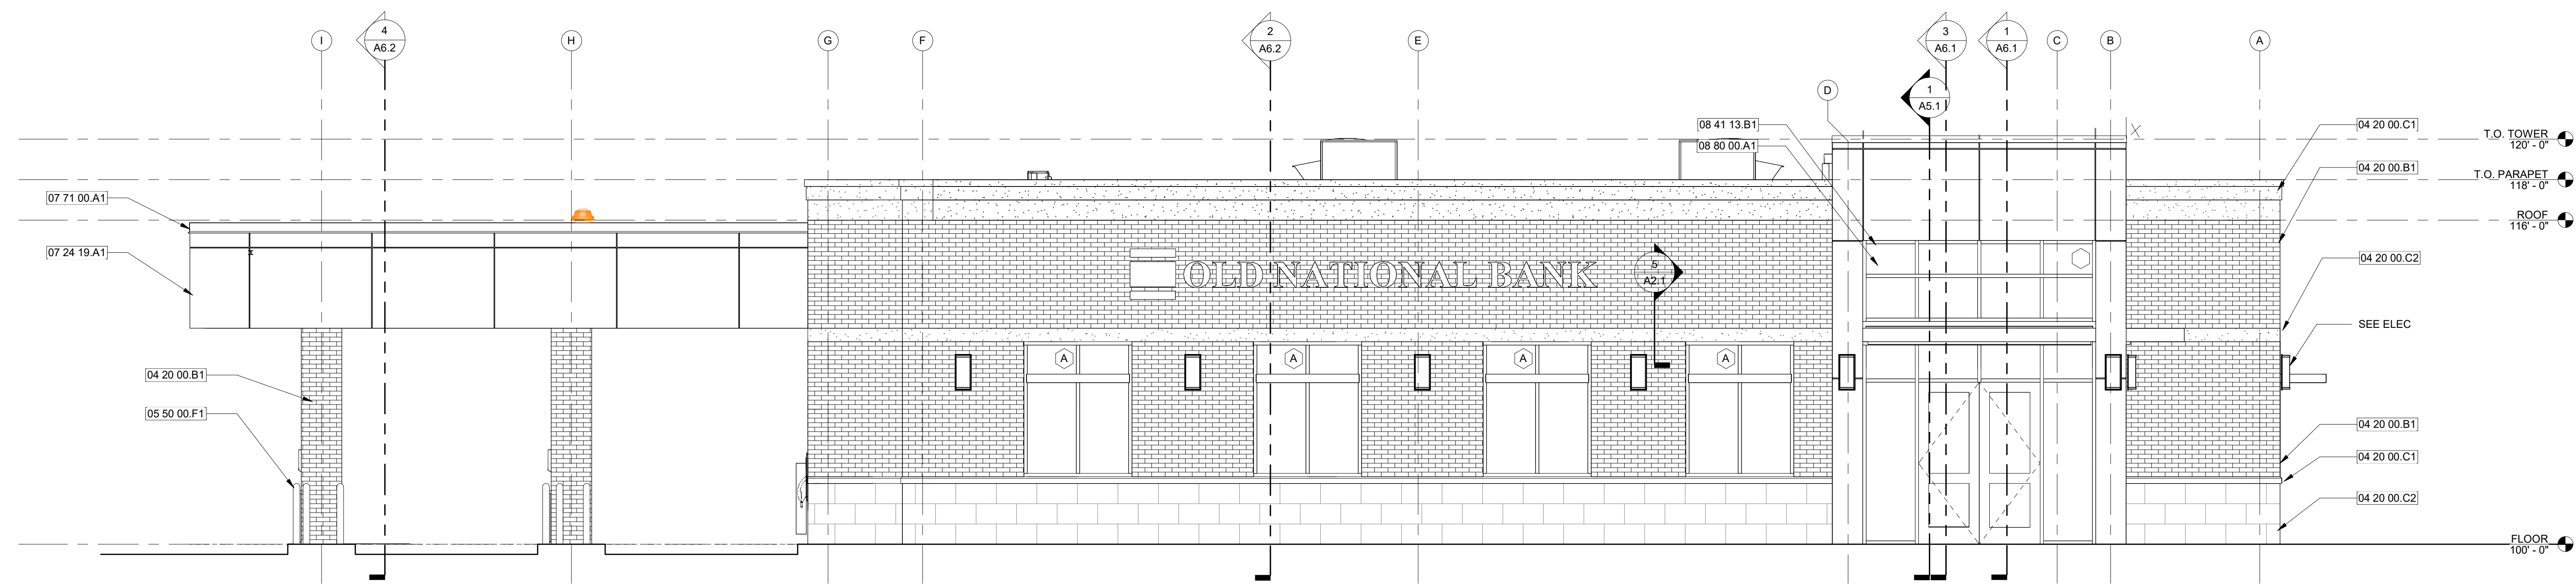 4
A6.2
2
A6.2
3
A6.1
1
A6.1
I
H
G
F
E
C
B
A
D
1
A5.1
08 41 13.B1
08 80 00.A1
04 20 00.C1
T.O. TOWER
120' - 0"
04 20 00.B1
T.O. PARAPET
118' - 0"
07 71 00.A1
ROOF
116' - 0"
07 24 19.A1
04 20 00.C2
OLD NATIONAL BANK
5
A2.1
SEE ELEC
A
A
A
A
04 20 00.B1
05 50 00.F1
04 20 00.B1
04 20 00.C1
04 20 00.C2
FLOOR
100' - 0"